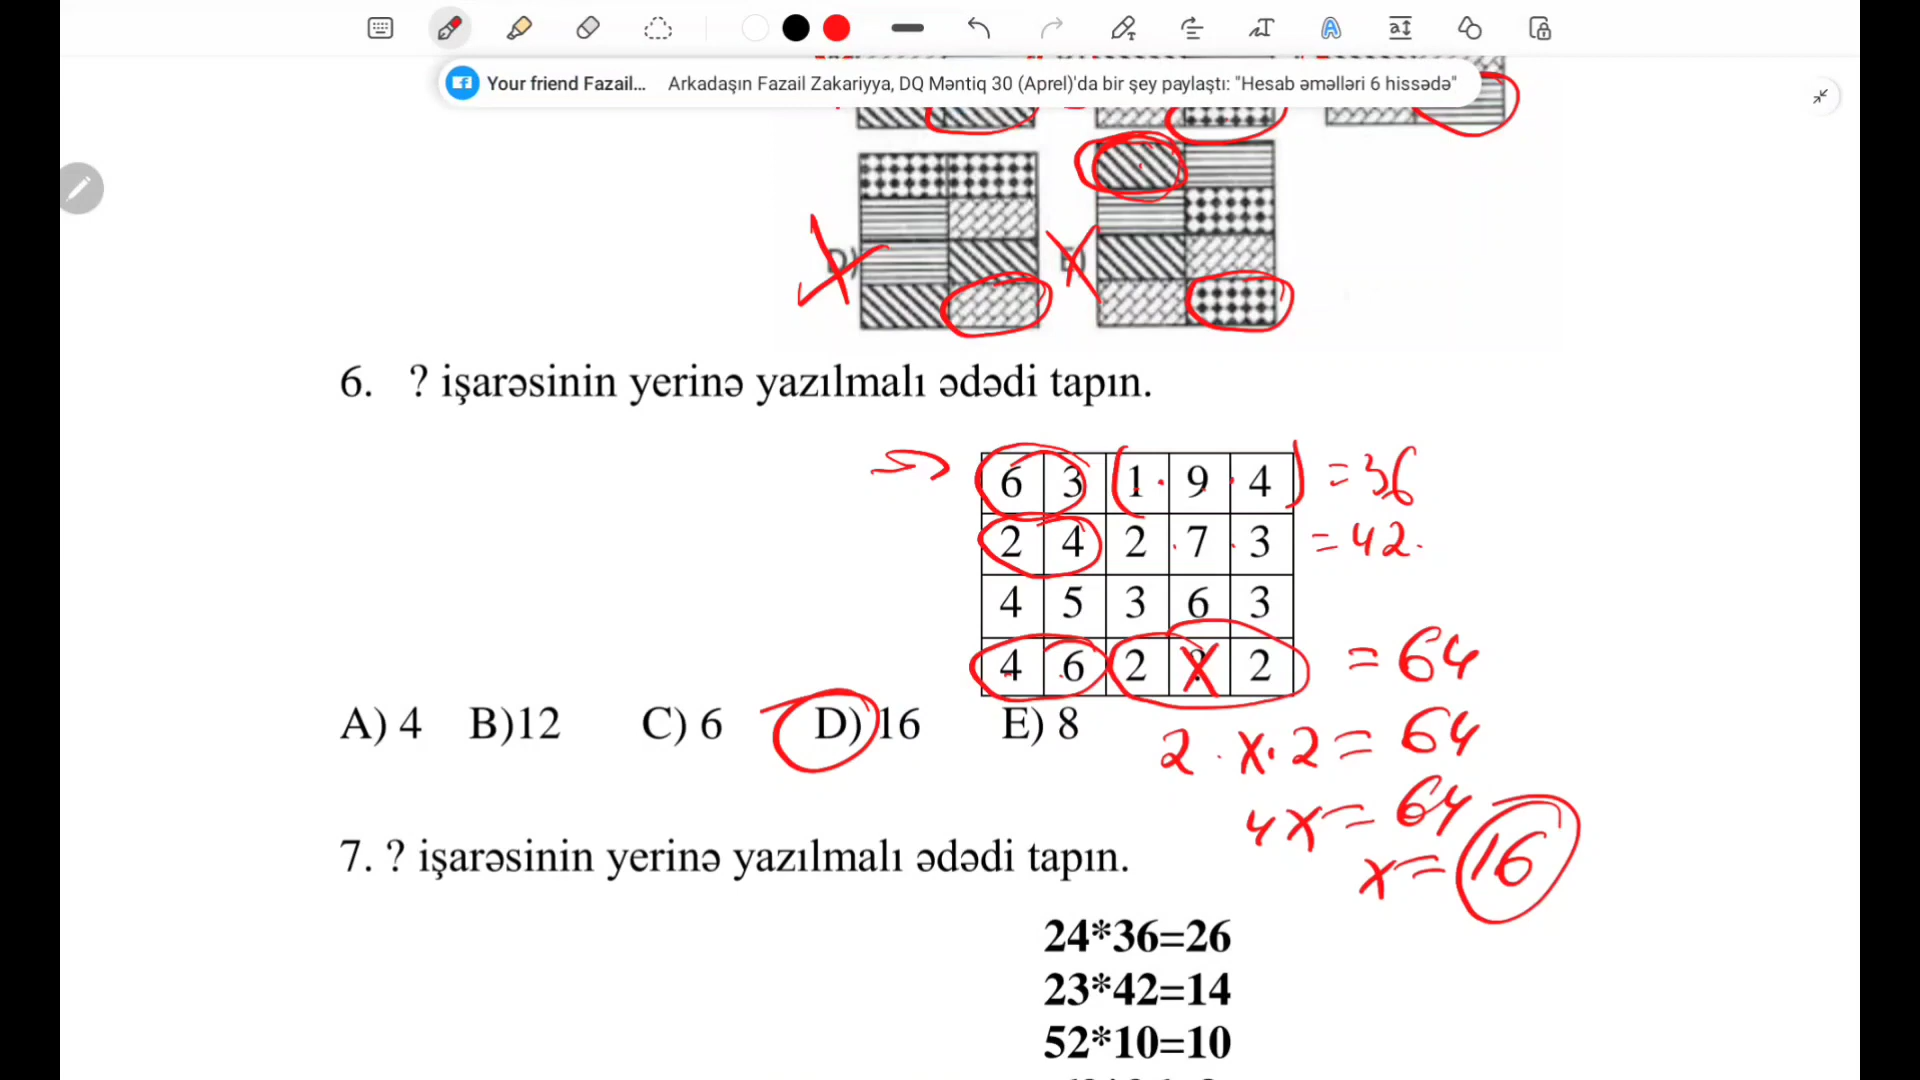 Your friend Fazail... Arkadaşın Fazail Zakariyya, DQ Məntiq 30 (Aprel)'da bir şey paylaştı: "Hesab əməlləri 6 hissədə"
6. ? işarəsinin yerinə yazılmalı ədədi tapın.
6 3 (1 · 9 · 4) = 36
2 4 2 · 7 · 3 = 42.
4 5 3 6 3
4 6 2 X 2 = 64
A) 4 B)12 C) 6 D) 16 E) 8
2 · x · 2 = 64
4x = 64
x = 16
7. ? işarəsinin yerinə yazılmalı ədədi tapın.
24*36=26
23*42=14
52*10=10